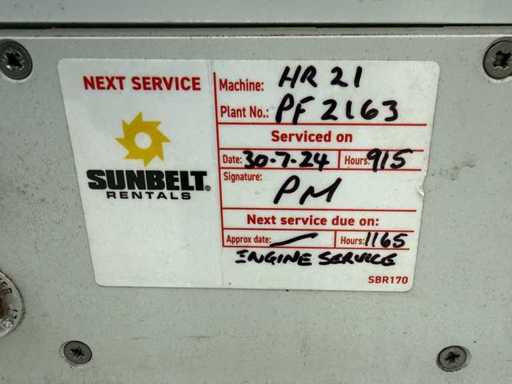 NEXT SERVICE
SUNBELT®
RENTALS
Machine: HR 21
Plant No.: PF 2163
Serviced on
Date: 30-7-24 Hours: 915
Signature: PM
Next service due on:
Approx date: — Hours: 1165
ENGINE SERVICE
SBR170